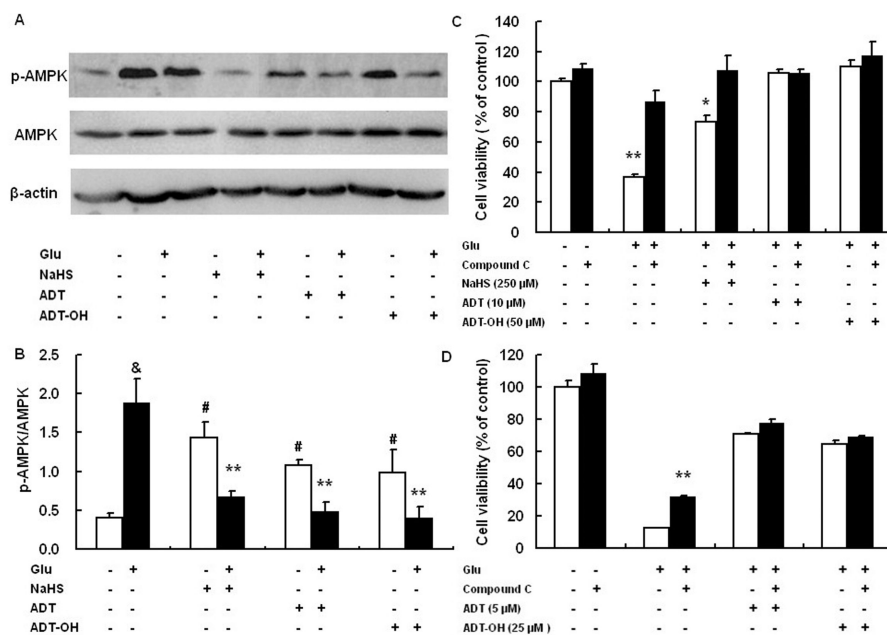 A
p-AMPK
AMPK
β-actin
Glu - + - + - + - +
NaHS - - + + - - - -
ADT - - - - + + - -
ADT-OH - - - - - - + +
B
p-AMPK/AMPK
2.5
2.0
1.5
1.0
0.5
0.0
&
#
**
#
**
#
**
Glu - + - + - + - +
NaHS - - + + - - - -
ADT - - - - + + - -
ADT-OH - - - - - - + +
C
Cell viability ( % of control)
140
120
100
80
60
40
20
0
**
*
Glu - - + + + + + + + +
Compound C - + - + - + - + - +
NaHS (250 μM) - - - - + + - - - -
ADT (10 μM) - - - - - - + + - -
ADT-OH (50 μM) - - - - - - - - + +
D
Cell vialibility (% of control)
120
100
80
60
40
20
0
**
Glu - - + + + + + +
Compound C - + - + - + - +
ADT (5 μM) - - - - + + - -
ADT-OH (25 μM ) - - - - - - + +